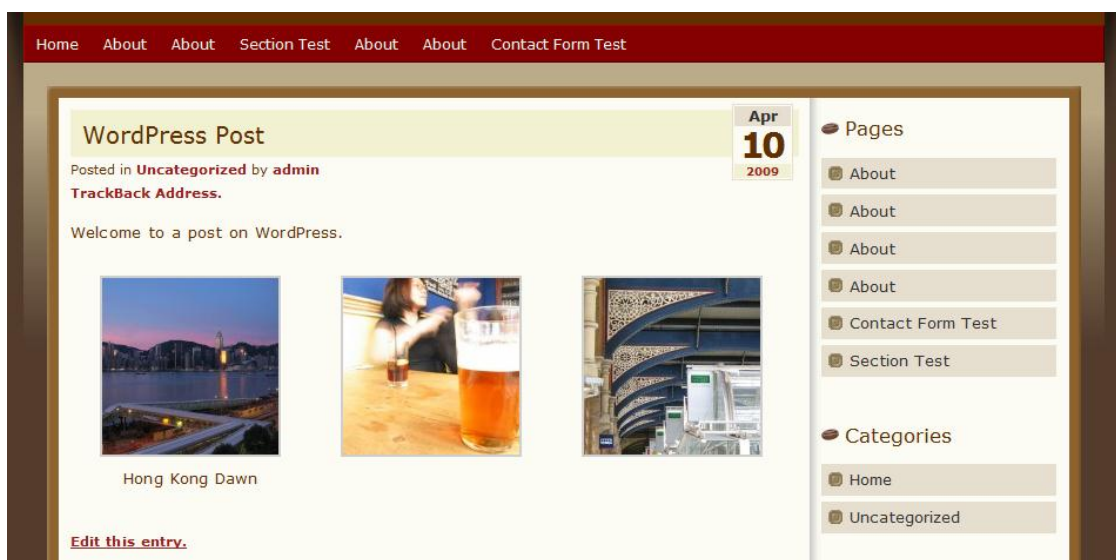 Home About About Section Test About About Contact Form Test
WordPress Post
Apr
10
2009
Posted in Uncategorized by admin
TrackBack Address.
Welcome to a post on WordPress.
Hong Kong Dawn
Edit this entry.
Pages
About
About
About
About
Contact Form Test
Section Test
Categories
Home
Uncategorized